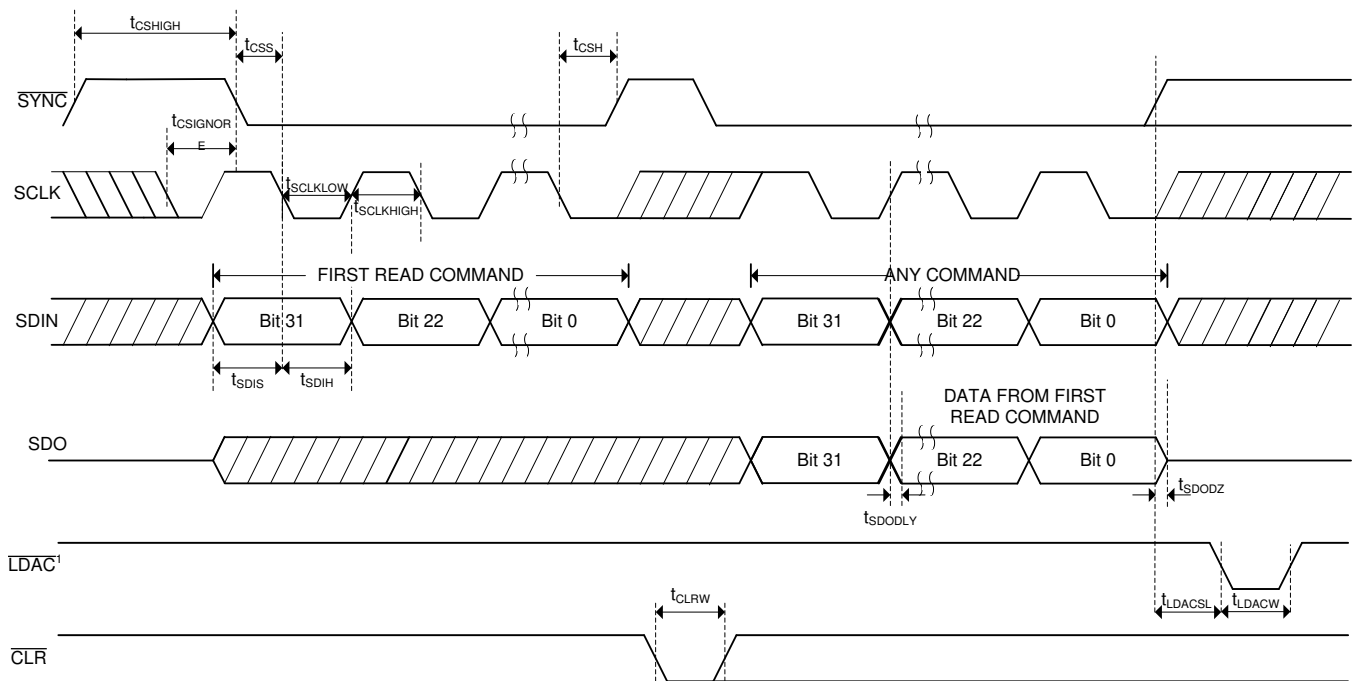 tCSHIGH
tCSS
tCSH
SYNC
tCSIGNOR
E
SCLK
tSCLKLOW
tSCLKHIGH
FIRST READ COMMAND
ANY COMMAND
SDIN
Bit 31
Bit 22
Bit 0
Bit 31
Bit 22
Bit 0
tSDIS
tSDIH
DATA FROM FIRST
READ COMMAND
SDO
Bit 31
Bit 22
Bit 0
tSDODLY
tSDODZ
LDAC1
tLDACSL
tLDACW
tCLRW
CLR